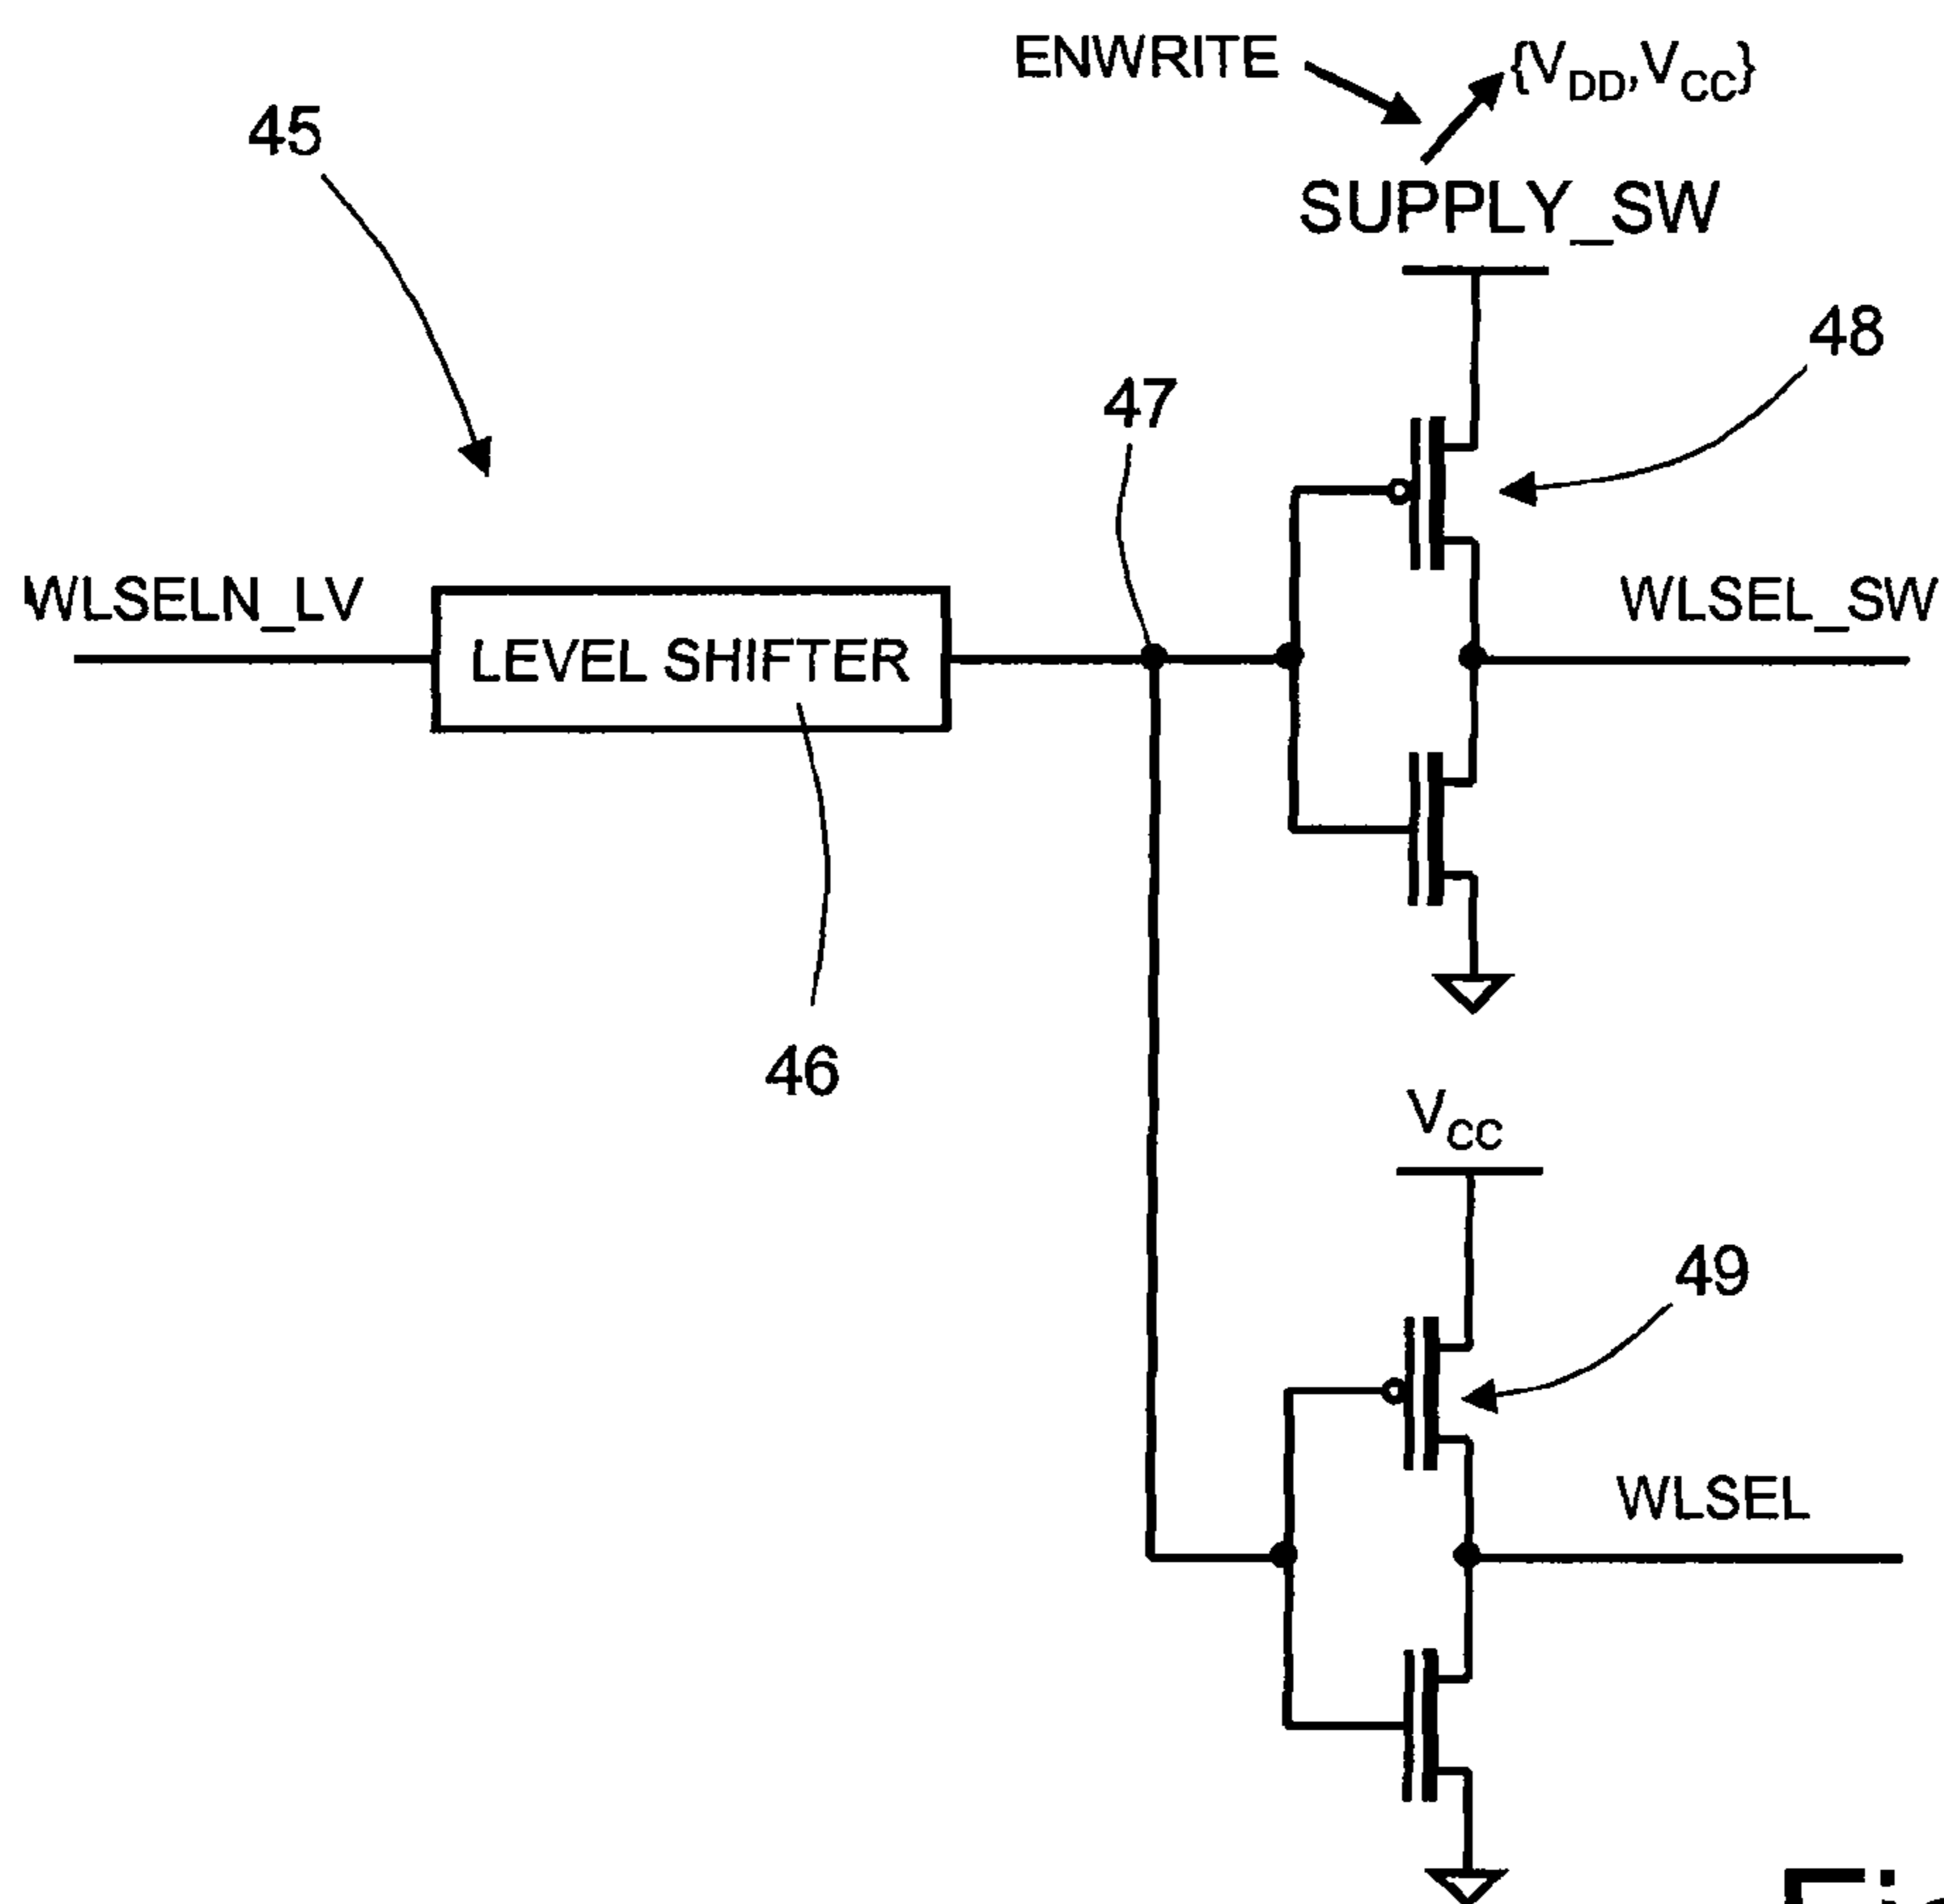 ENWRITE
{VDD,VCC}
45
SUPPLY_SW
48
47
WLSELN_LV
WLSEL_SW
LEVEL SHIFTER
46
VCC
49
WLSEL